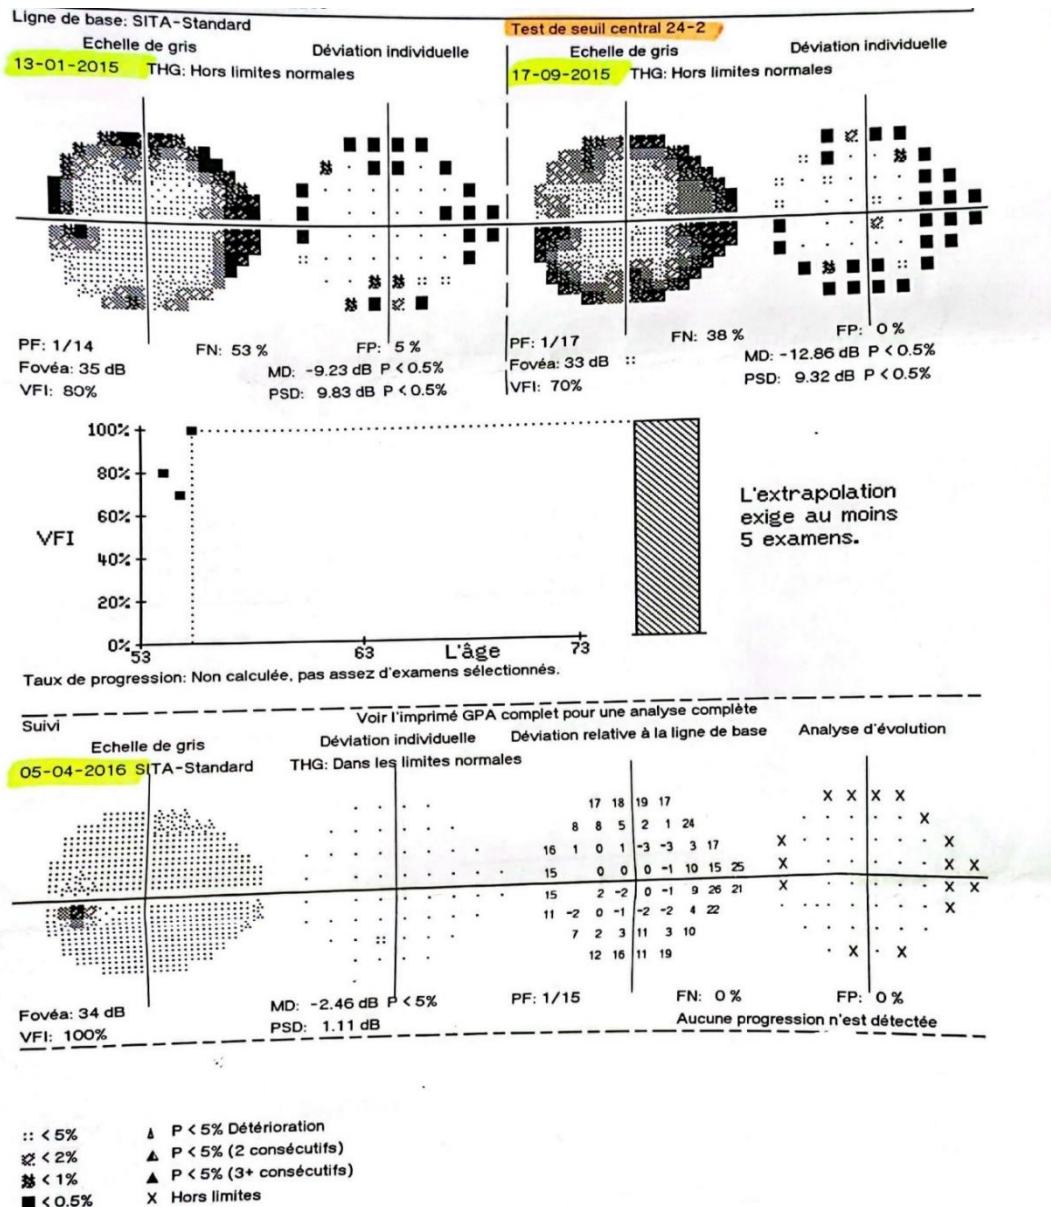 Ligne de base: SITA-Standard
Echelle de gris Déviation individuelle
13-01-2015 THG: Hors limites normales
Test de seuil central 24-2
Echelle de gris Déviation individuelle
17-09-2015 THG: Hors limites normales
PF: 1/14 FN: 53 % FP: 5 %
Fovéa: 35 dB MD: -9.23 dB P < 0.5%
VFI: 80% PSD: 9.83 dB P < 0.5%
PF: 1/17 FN: 38 % FP: 0 %
Fovéa: 33 dB :: MD: -12.86 dB P < 0.5%
VFI: 70% PSD: 9.32 dB P < 0.5%
100%
80%
60%
VFI
40%
20%
0%
53 63 L'âge 73
L'extrapolation
exige au moins
5 examens.
Taux de progression: Non calculée, pas assez d'examens sélectionnés.
Suivi Voir l'imprimé GPA complet pour une analyse complète
Echelle de gris Déviation individuelle Déviation relative à la ligne de base Analyse d'évolution
05-04-2016 SITA-Standard THG: Dans les limites normales
17 18 19 17
8 8 5 2 1 24
16 1 0 1 -3 -3 3 17
15 0 0 0 -1 10 15 25
15 2 -2 0 -1 9 26 21
11 -2 0 -1 -2 -2 4 22
7 2 3 11 3 10
12 16 11 19
X X X X
X
X X
X X X
X X X
X
X X
Fovéa: 34 dB MD: -2.46 dB P < 5% PF: 1/15 FN: 0 % FP: 0 %
VFI: 100% PSD: 1.11 dB Aucune progression n'est détectée
:: < 5% P < 5% Détérioration
< 2% P < 5% (2 consécutifs)
< 1% P < 5% (3+ consécutifs)
■ < 0.5% X Hors limites